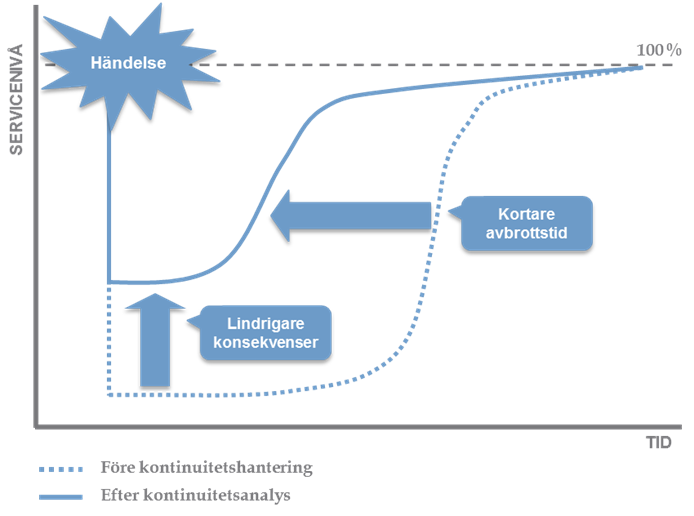 Händelse
100%
SERVICENIVÅ
Kortare
avbrottstid
Lindrigare
konsekvenser
TID
Före kontinuitetshantering
Efter kontinuitetsanalys